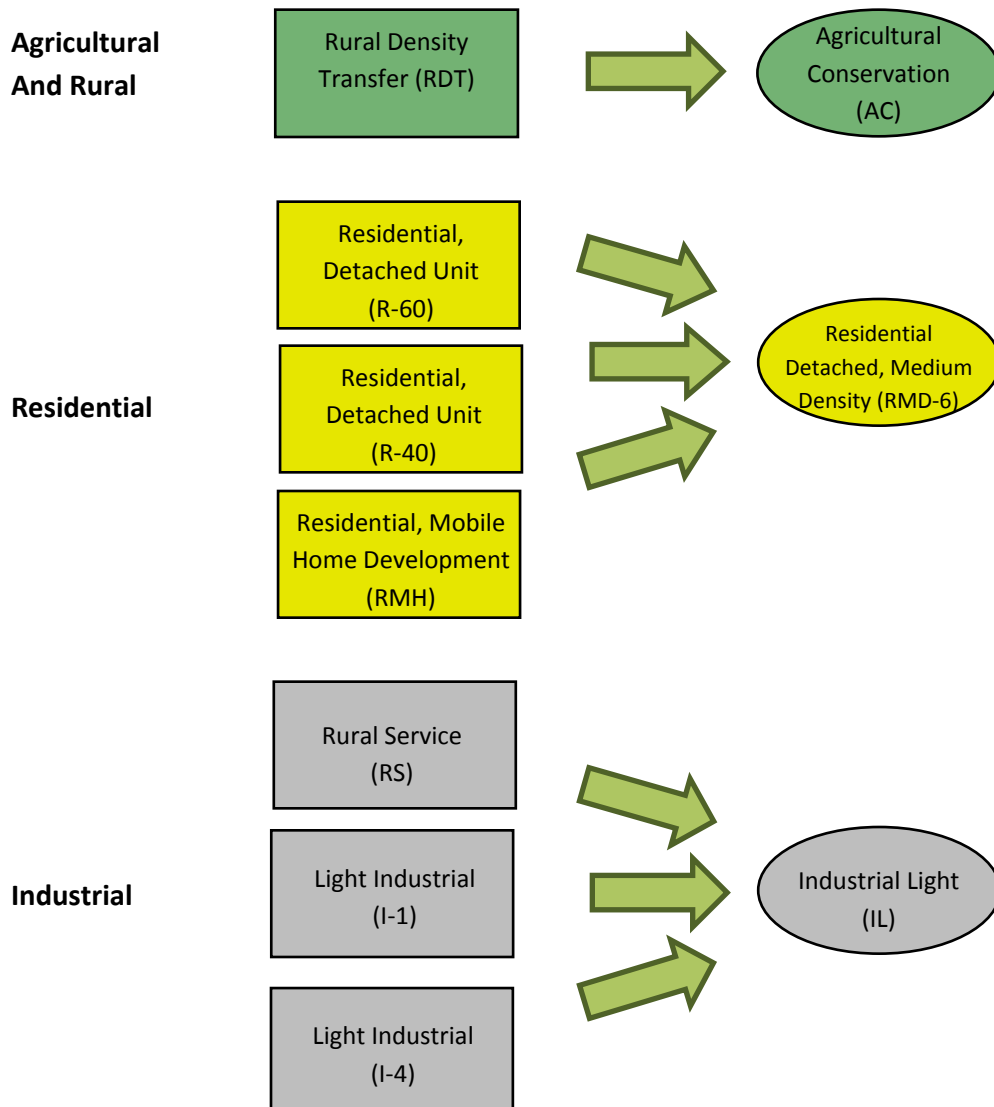 Agricultural
And Rural
Rural Density
Transfer (RDT)
Agricultural
Conservation
(AC)
Residential
Residential,
Detached Unit
(R-60)
Residential,
Detached Unit
(R-40)
Residential, Mobile
Home Development
(RMH)
Residential
Detached, Medium
Density (RMD-6)
Industrial
Rural Service
(RS)
Light Industrial
(I-1)
Light Industrial
(I-4)
Industrial Light
(IL)